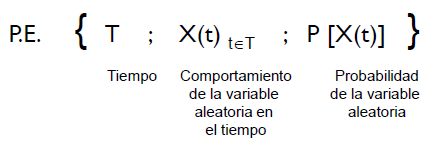 P.E. { T ; X(t) t∈T ; P [X(t)] }
Tiempo
Comportamiento
de la variable
aleatoria en
el tiempo
Probabilidad
de la variable
aleatoria